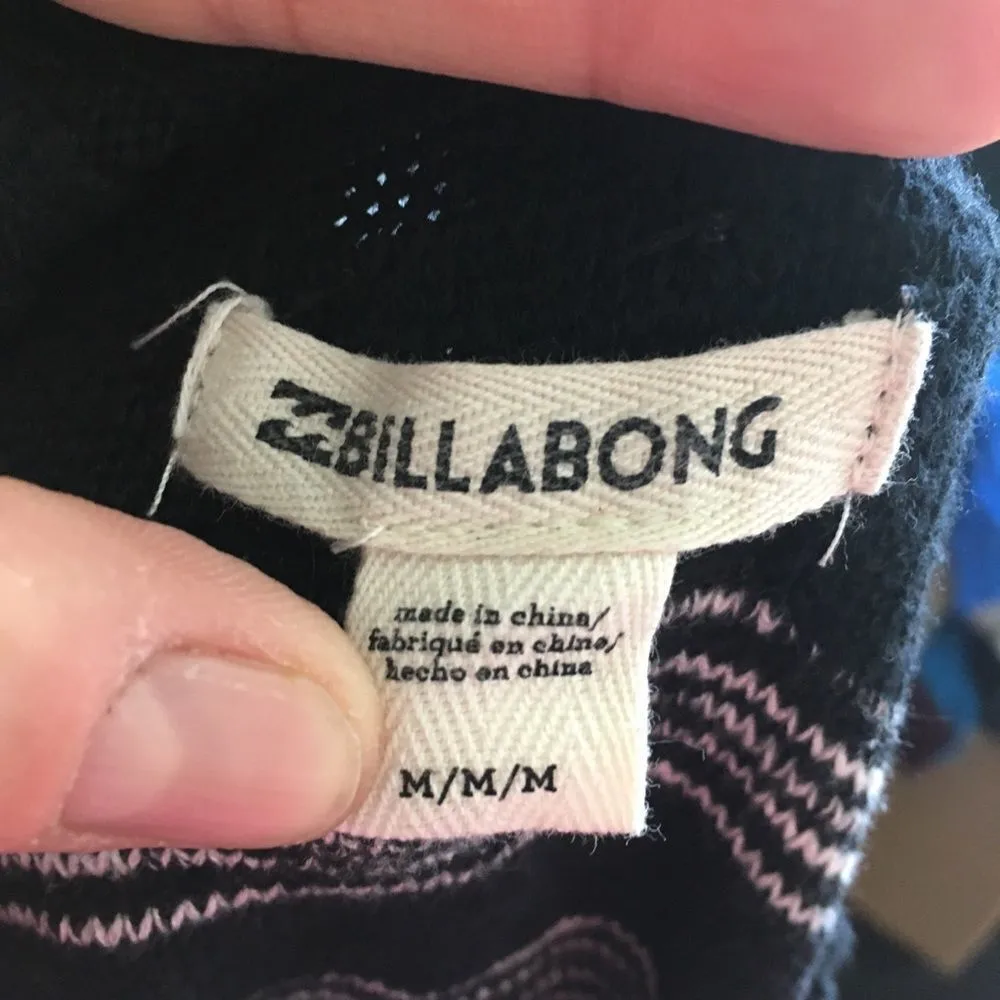 BILLABONG
made in china/
fabriqué en chine/
hecho en china
M/M/M